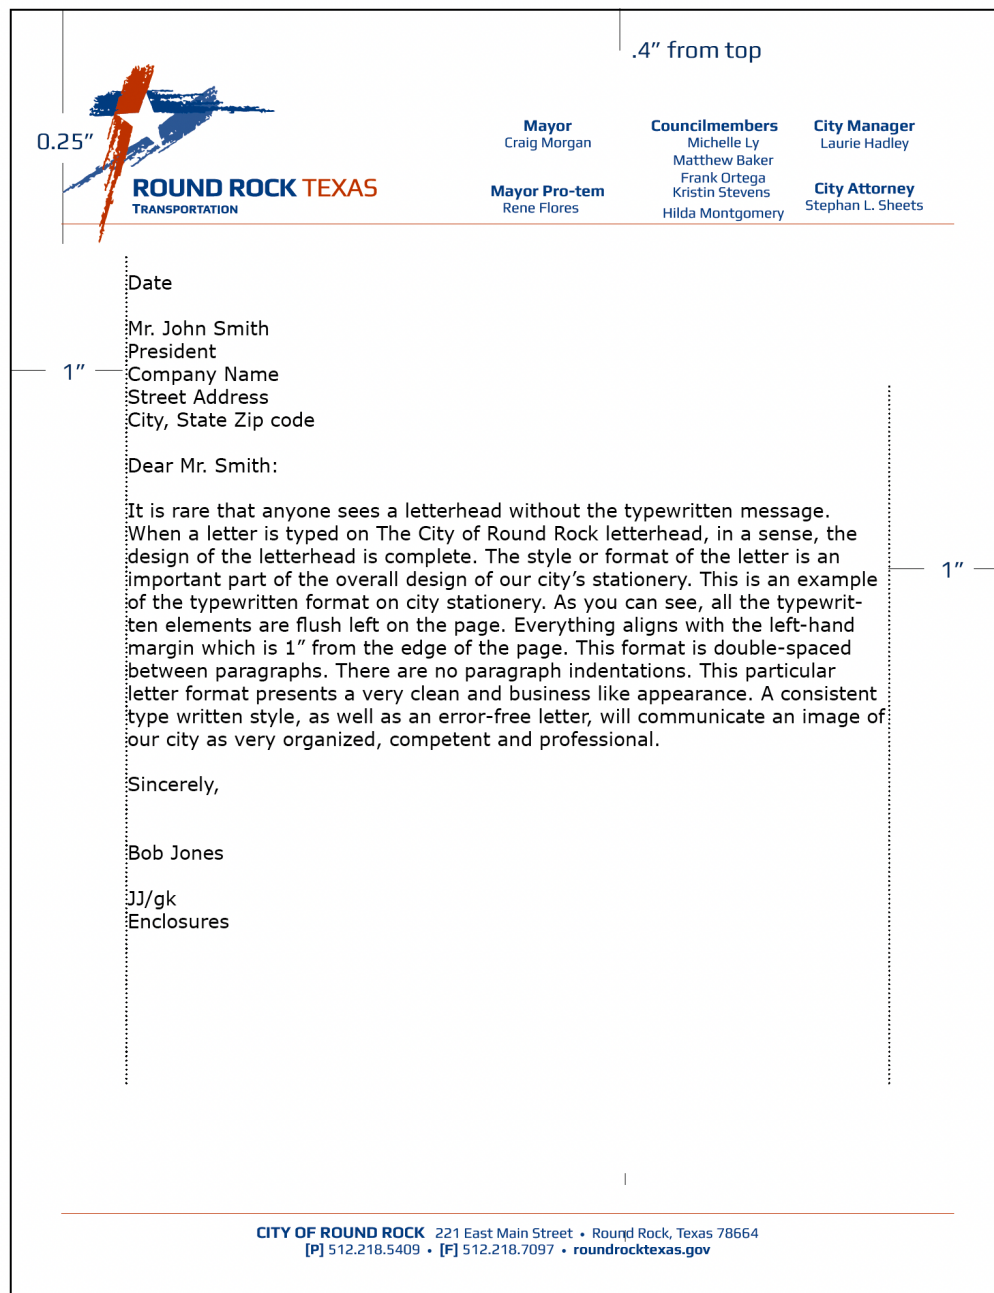 .4” from top
0.25”
ROUND ROCK TEXAS
TRANSPORTATION
Mayor
Craig Morgan
Mayor Pro-tem
Rene Flores
Councilmembers
Michelle Ly
Matthew Baker
Frank Ortega
Kristin Stevens
Hilda Montgomery
City Manager
Laurie Hadley
City Attorney
Stephan L. Sheets
Date
Mr. John Smith
President
1”
Company Name
Street Address
City, State Zip code
Dear Mr. Smith:
It is rare that anyone sees a letterhead without the typewritten message.
When a letter is typed on The City of Round Rock letterhead, in a sense, the
design of the letterhead is complete. The style or format of the letter is an
1”
important part of the overall design of our city’s stationery. This is an example
of the typewritten format on city stationery. As you can see, all the typewrit-
ten elements are flush left on the page. Everything aligns with the left-hand
margin which is 1” from the edge of the page. This format is double-spaced
between paragraphs. There are no paragraph indentations. This particular
letter format presents a very clean and business like appearance. A consistent
type written style, as well as an error-free letter, will communicate an image of
our city as very organized, competent and professional.
Sincerely,
Bob Jones
JJ/gk
Enclosures
CITY OF ROUND ROCK 221 East Main Street • Round Rock, Texas 78664
[P] 512.218.5409 • [F] 512.218.7097 • roundrocktexas.gov